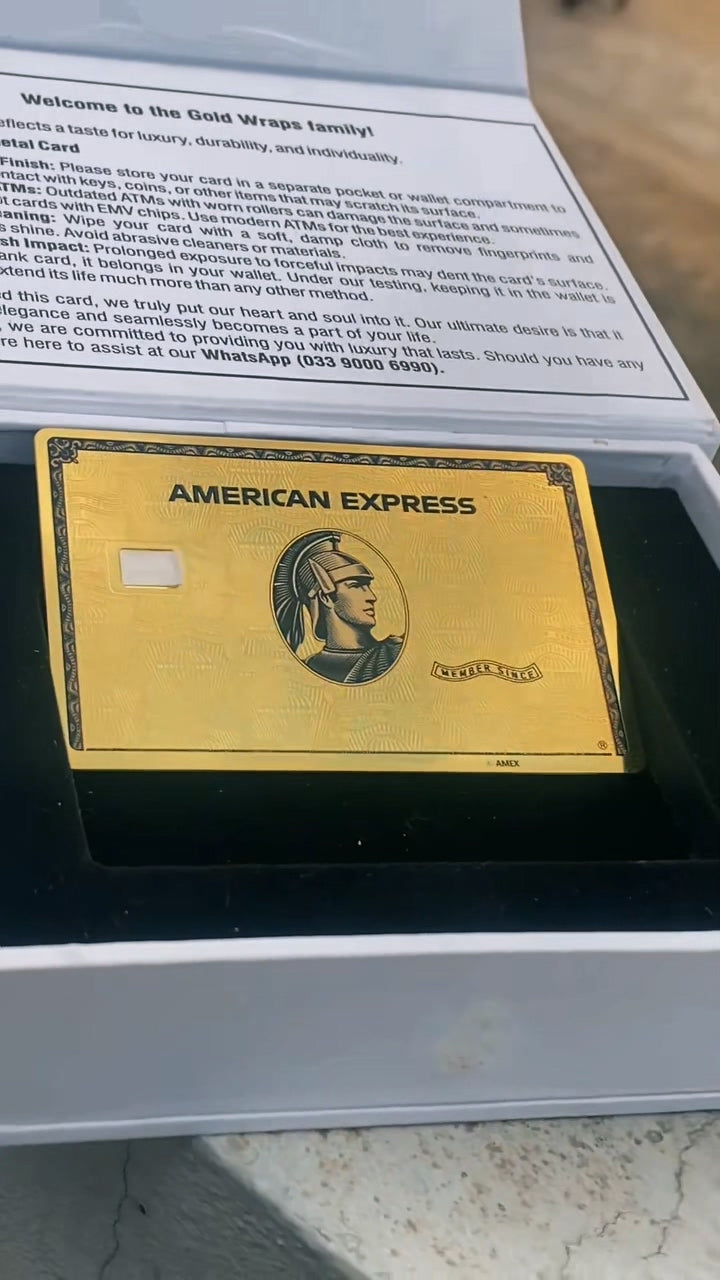 Welcome to the Gold Wraps family!
eflects a taste for luxury, durability, and individuality.
etal Card
Finish: Please store your card in a separate pocket or wallet compartment to
ntact with keys, coins, or other items that may scratch its surface.
TMs: Outdated ATMs with worn rollers can damage the surface and sometimes
t cards with EMV chips. Use modern ATMs for the best experience.
aning: Wipe your card with a soft, damp cloth to remove fingerprints and
s shine. Avoid abrasive cleaners or materials.
sh Impact: Prolonged exposure to forceful impacts may dent the card's surface.
ank card, it belongs in your wallet. Under our testing, keeping it in the wallet is
xtend its life much more than any other method.
d this card, we truly put our heart and soul into it. Our ultimate desire is that it
legance and seamlessly becomes a part of your life.
, we are committed to providing you with luxury that lasts. Should you have any
re here to assist at our WhatsApp (033 9000 6990).
AMERICAN EXPRESS
MEMBER SINCE
®
AMEX